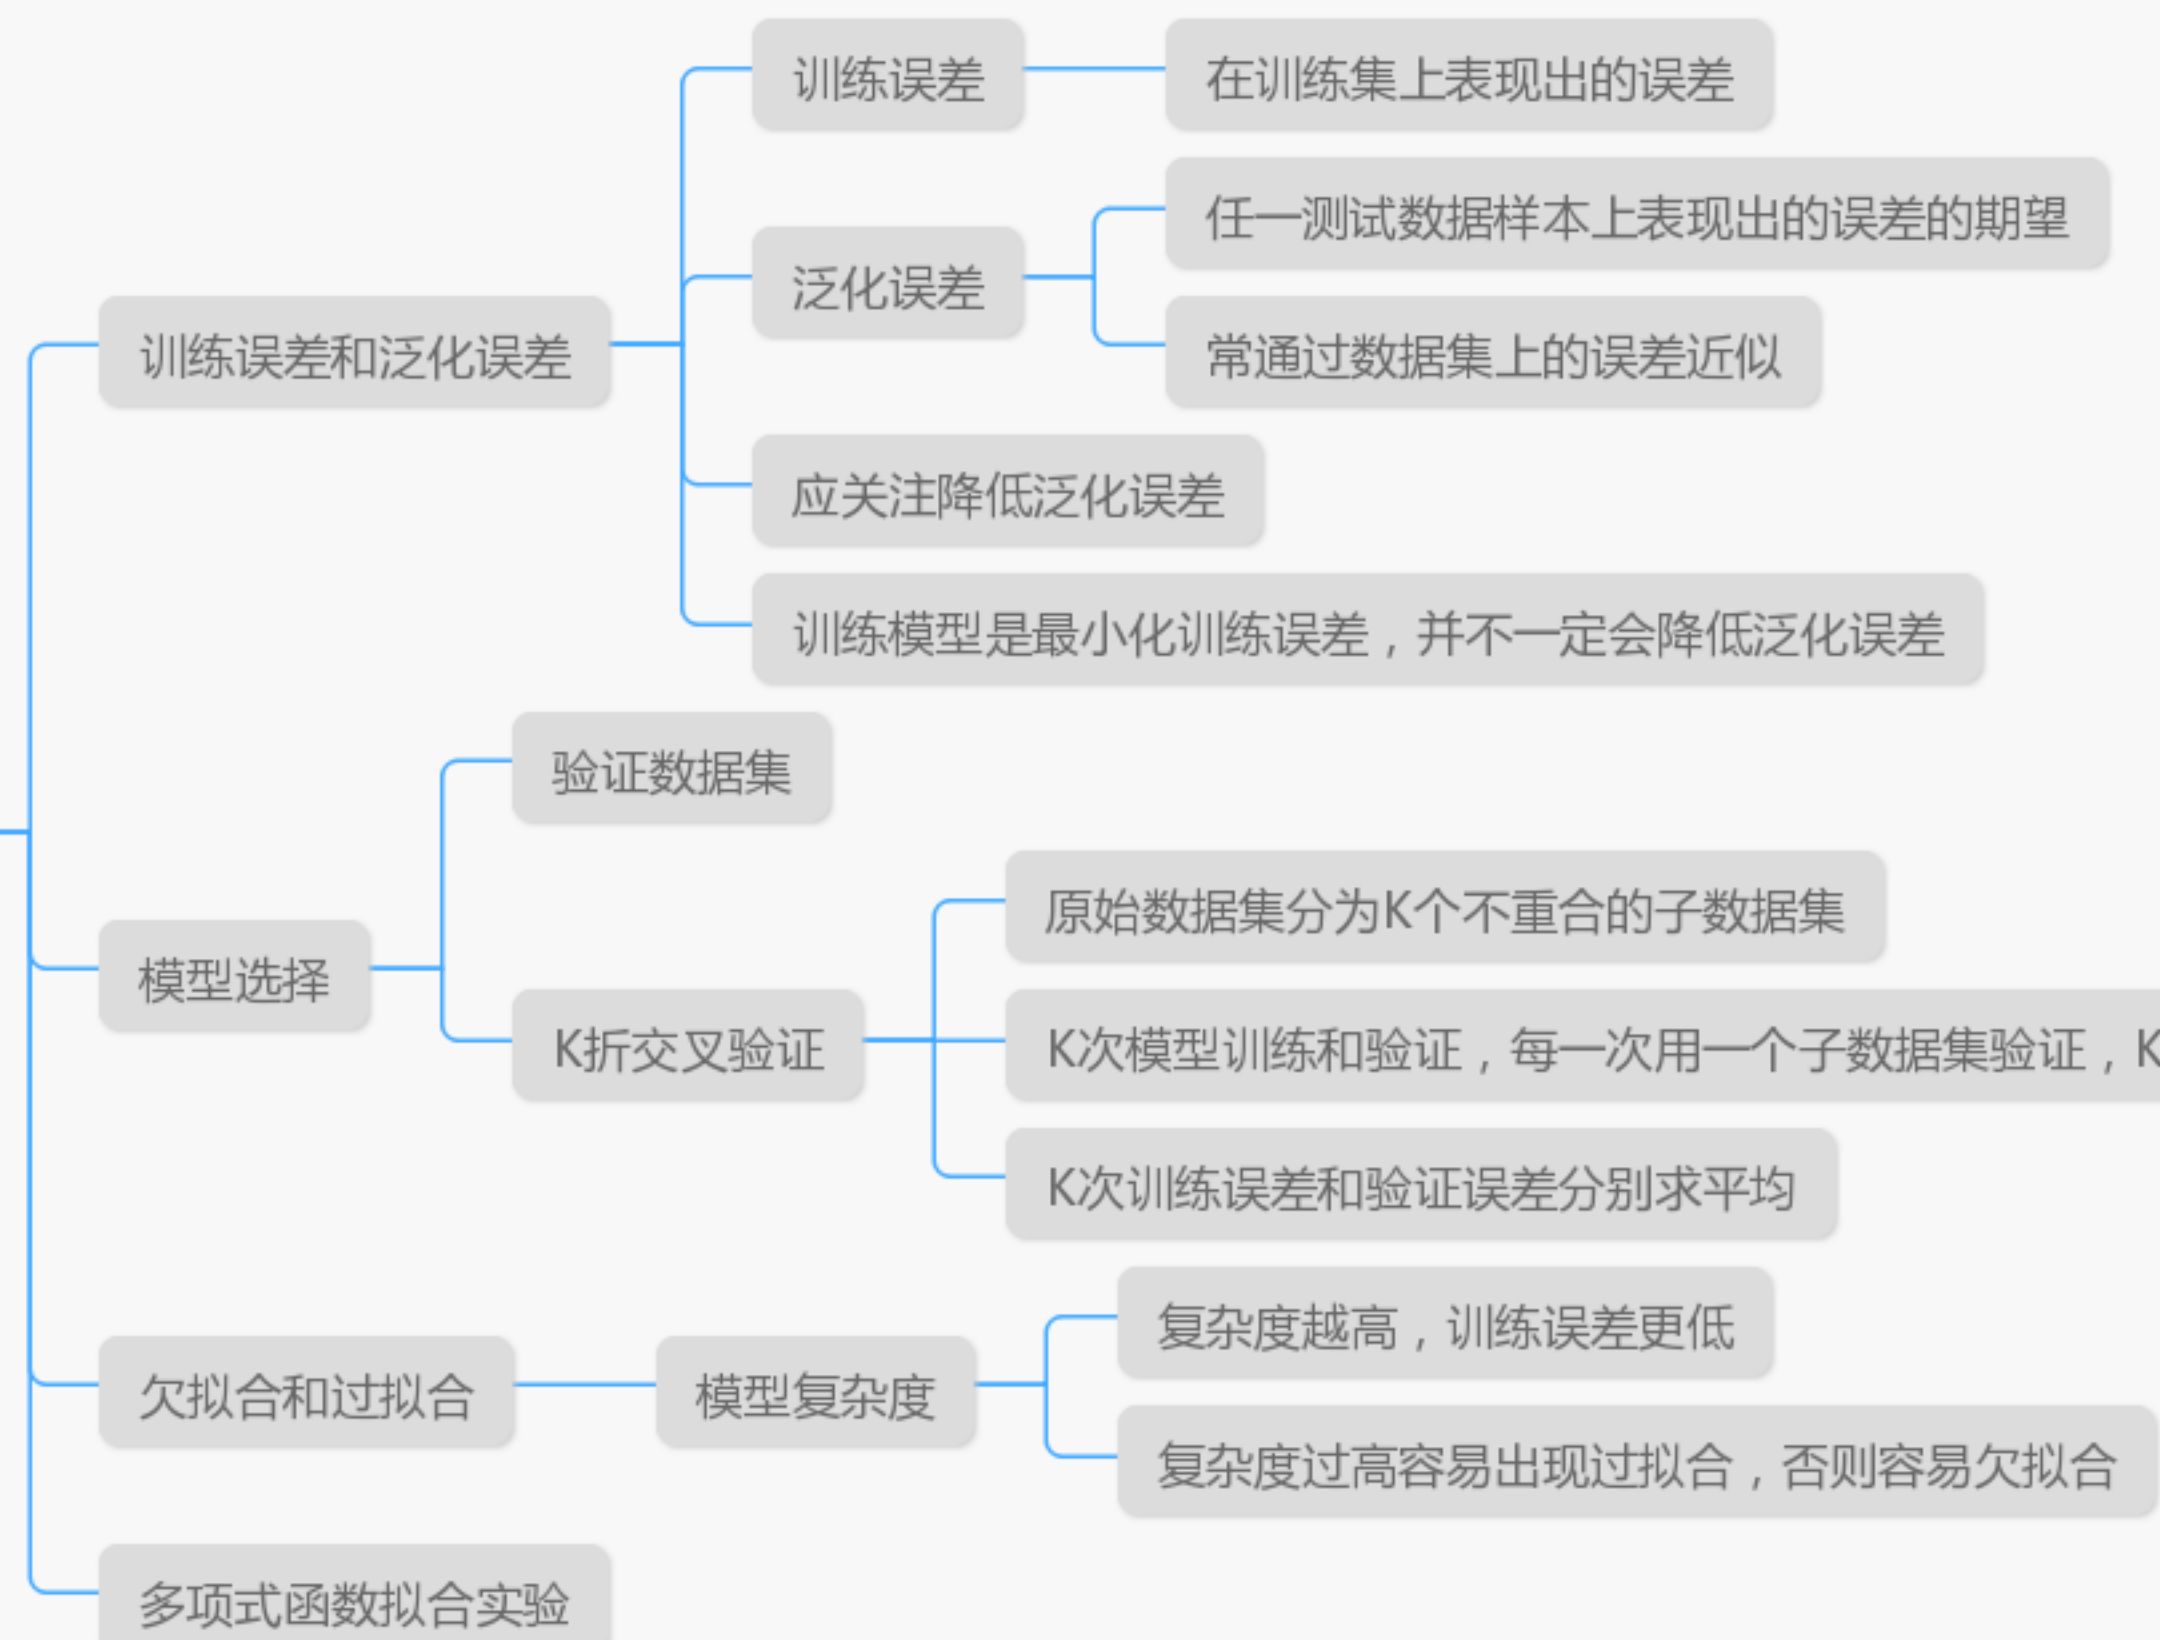 训练误差
在训练集上表现出的误差
任一测试数据样本上表现出的误差的期望
泛化误差
常通过数据集上的误差近似
训练误差和泛化误差
应关注降低泛化误差
训练模型是最小化训练误差，并不一定会降低泛化误差
验证数据集
原始数据集分为K个不重合的子数据集
模型选择
K折交叉验证
K次模型训练和验证，每一次用一个子数据集验证，K
K次训练误差和验证误差分别求平均
复杂度越高，训练误差更低
欠拟合和过拟合
模型复杂度
复杂度过高容易出现过拟合，否则容易欠拟合
多项式函数拟合实验